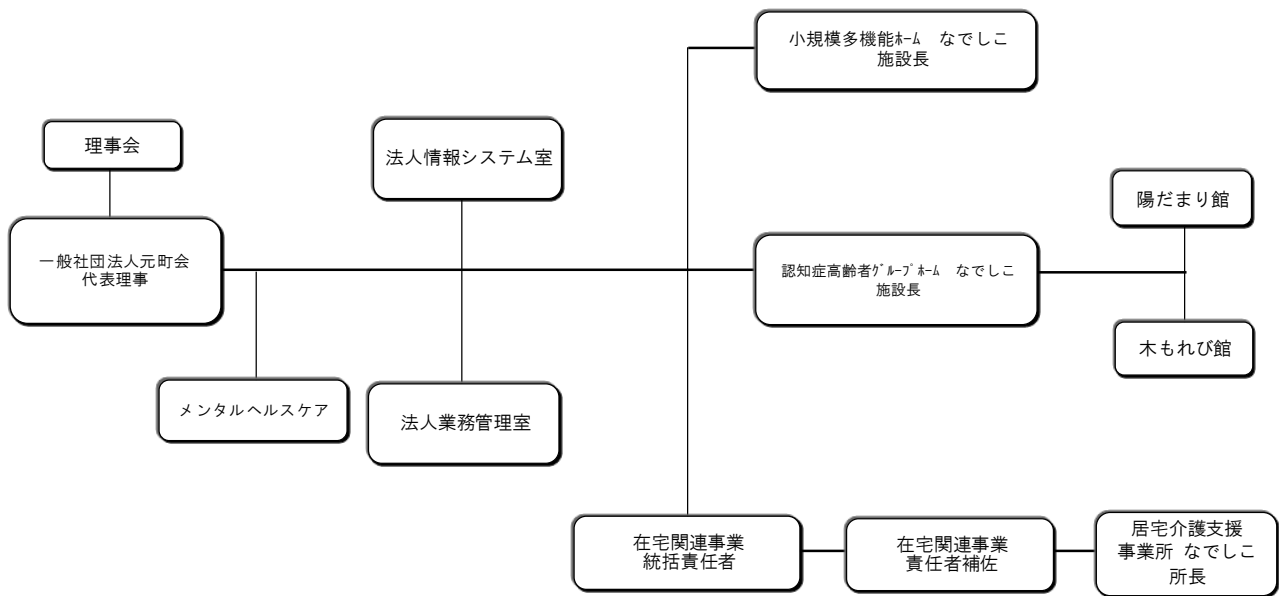 小規模多機能ﾎｰﾑ　なでしこ
施設長
理事会
法人情報システム室
陽だまり館
一般社団法人元町会
代表理事
認知症高齢者ｸﾞﾙｰﾌﾟﾎｰﾑ　なでしこ
施設長
木もれび館
メンタルヘルスケア
法人業務管理室
在宅関連事業
統括責任者
在宅関連事業
責任者補佐
居宅介護支援
事業所 なでしこ
所長